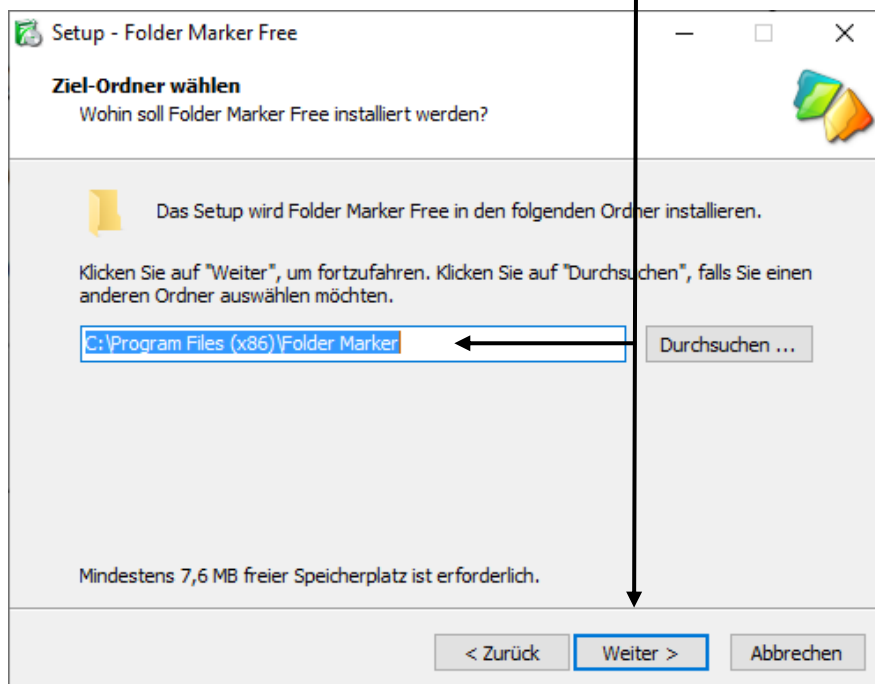 Setup - Folder Marker Free
Ziel-Ordner wählen
Wohin soll Folder Marker Free installiert werden?
Das Setup wird Folder Marker Free in den folgenden Ordner installieren.
Klicken Sie auf "Weiter", um fortzufahren. Klicken Sie auf "Durchsuchen", falls Sie einen
anderen Ordner auswählen möchten.
C:\Program Files (x86)\Folder Marker
Durchsuchen ...
Mindestens 7,6 MB freier Speicherplatz ist erforderlich.
< Zurück
Weiter >
Abbrechen